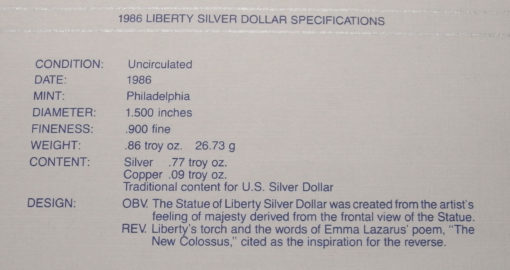 1986 LIBERTY SILVER DOLLAR SPECIFICATIONS
CONDITION: Uncirculated
DATE: 1986
MINT: Philadelphia
DIAMETER: 1.500 inches
FINENESS: .900 fine
WEIGHT: .86 troy oz. 26.73 g
CONTENT: Silver .77 troy oz.
Copper .09 troy oz.
Traditional content for U.S. Silver Dollar
DESIGN: OBV. The Statue of Liberty Silver Dollar was created from the artist's
feeling of majesty derived from the frontal view of the Statue.
REV. Liberty's torch and the words of Emma Lazarus' poem, "The
New Colossus," cited as the inspiration for the reverse.